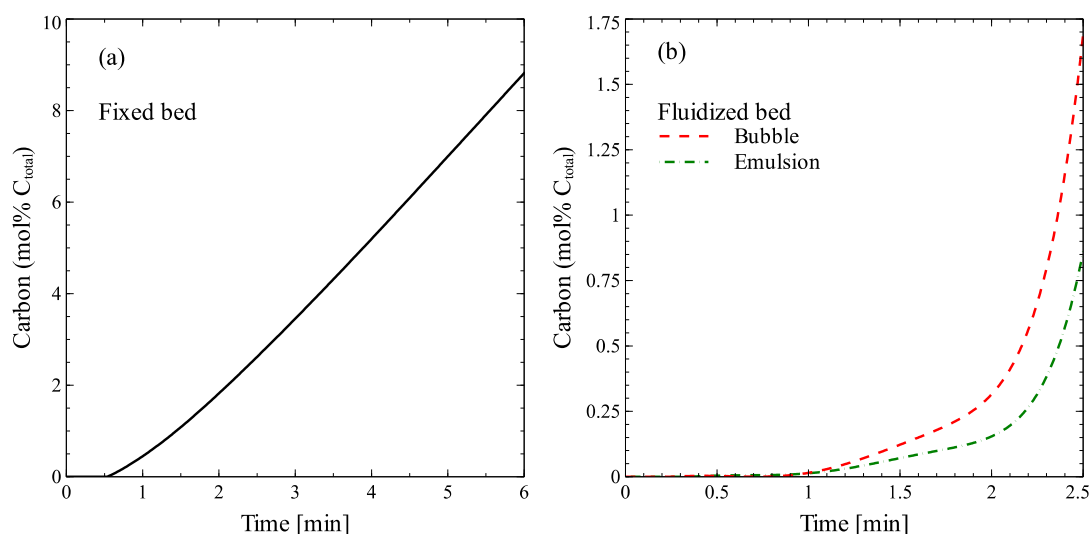 (a)
Fixed bed
Carbon (mol% C_total)
10
8
6
4
2
0
0 1 2 3 4 5 6
Time [min]
(b)
Fluidized bed
Bubble
Emulsion
Carbon (mol% C_total)
1.75
1.5
1.25
1
0.75
0.5
0.25
0
0 0.5 1 1.5 2 2.5
Time [min]